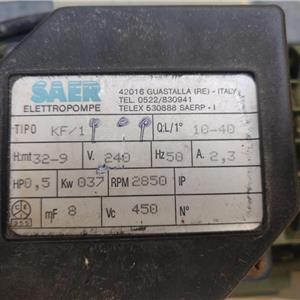 SAER
ELETTROPOMPE
42016 GUASTALLA (RE) - ITALY
TEL. 0522/830941
TELEX 530888 SAERP - I
TIPO KF/1 Q:L/1° 10-40
H.mt 32-9 V. 240 Hz 50 A. 2,3
HP 0,5 Kw 037 RPM 2850 IP
mF 8 Vc 450 N°